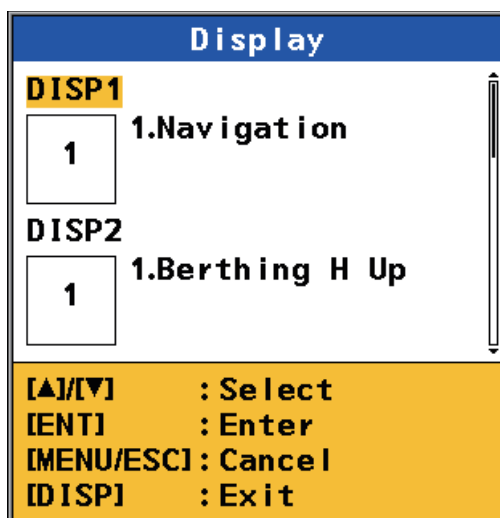 Display
DISP1
1
1.Navigation
DISP2
1
1.Berthing H Up
[▲]/[▼] :Select
[ENT] :Enter
[MENU/ESC]:Cancel
[DISP] :Exit